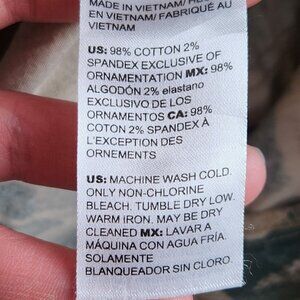 MADE IN VIETNAM/
EN VIETNAM/ FABRIQUÉ AU
VIETNAM
US: 98% COTTON 2%
SPANDEX EXCLUSIVE OF
ORNAMENTATION MX: 98%
ALGODÓN 2% elastano
EXCLUSIVO DE LOS
ORNAMENTOS CA: 98%
COTON 2% SPANDEX À
L'EXCEPTION DES
ORNEMENTS
US: MACHINE WASH COLD.
ONLY NON-CHLORINE
BLEACH. TUMBLE DRY LOW.
WARM IRON. MAY BE DRY
CLEANED MX: LAVAR A
MÁQUINA CON AGUA FRÍA.
SOLAMENTE
BLANQUEADOR SIN CLORO.